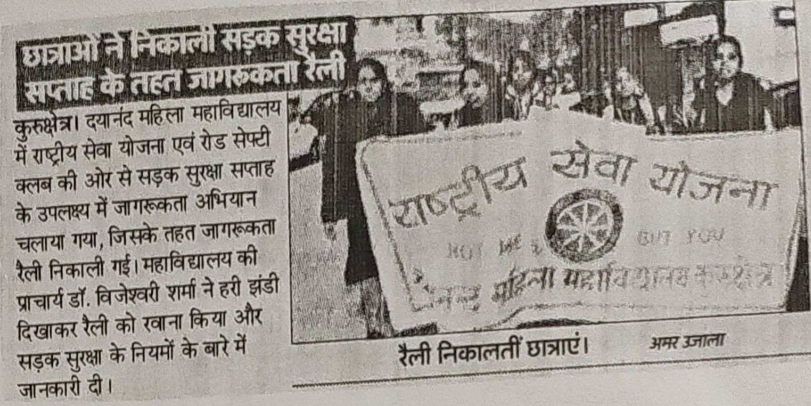 छात्राओं ने निकाली सड़क सुरक्षा
सप्ताह के तहत जागरूकता रैली
कुरुक्षेत्र। दयानंद महिला महाविद्यालय
में राष्ट्रीय सेवा योजना एवं रोड सेफ्टी
क्लब की ओर से सड़क सुरक्षा सप्ताह
के उपलक्ष्य में जागरूकता अभियान
चलाया गया, जिसके तहत जागरूकता
रैली निकाली गई। महाविद्यालय की
प्राचार्य डॉ. विजेश्वरी शर्मा ने हरी झंडी
दिखाकर रैली को रवाना किया और
सड़क सुरक्षा के नियमों के बारे में
जानकारी दी।
राष्ट्रीय सेवा योजना
NOT ME BUT YOU
महिला महाविद्यालय कुरुक्षेत्र
रैली निकालतीं छात्राएं।
अमर उजाला